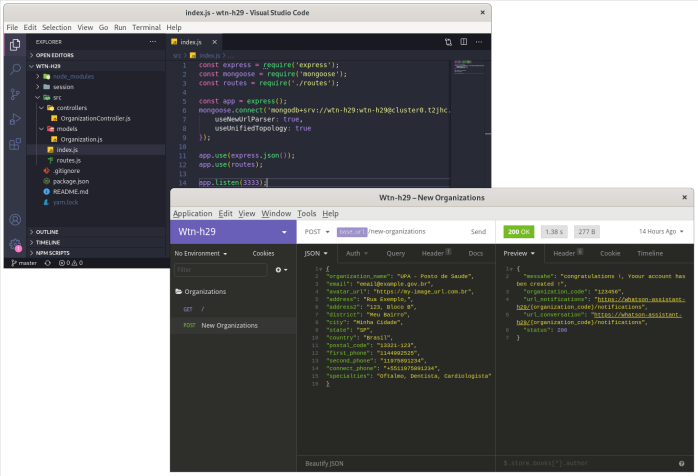 index.js - wtn-h29 - Visual Studio Code
File Edit Selection View Go Run Terminal Help
EXPLORER
OPEN EDITORS
WTN-H29
node_modules
session
src
controllers
OrganizationController.js
models
Organization.js
index.js
routes.js
.gitignore
package.json
README.md
yarn.lock
OUTLINE
TIMELINE
NPM SCRIPTS
master 0 0
index.js
src > index.js > ...
1 const express = require('express');
2 const mongoose = require('mongoose');
3 const routes = require('./routes');
4
5 const app = express();
6 mongoose.connect('mongodb+srv://wtn-h29:wtn-h29@cluster0.t2jhc.
7 useNewUrlParser: true,
8 useUnifiedTopology: true
9 });
10
11 app.use(express.json());
12 app.use(routes);
13
14 app.listen(3333);
Wtn-h29 – New Organizations
Application Edit View Window Tools Help
Wtn-h29
No Environment Cookies
Filter
Organizations
GET /
POST New Organizations
POST base_url /new-organizations Send
JSON Auth Query Header 1 Docs
1 {
2 "organization_name": "UPA - Posto de Saude",
3 "email": "email@example.gov.br",
4 "avatar_url": "https://my-image_url.com.br",
5 "address": "Rua Exemplo,",
6 "address2": "123, Bloco B",
7 "district": "Meu Bairro",
8 "city": "Minha Cidade",
9 "state": "SP",
10 "country": "Brasil",
11 "postal_code": "13321-123",
12 "first_phone": "1144002525",
13 "second_phone": "11975891234",
14 "connect_phone": "+5511975891234",
15 "specialties": "Oftalmo, Dentista, Cardiologista"
16 }
Beautify JSON
200 OK 1.38 s 277 B 14 Hours Ago
Preview Header 6 Cookie Timeline
1 {
2 "messahe": "congratulations !, Yoour account has
ben created !",
3 "organization_code": "123456",
4 "url_notifications": "https://whatson-assistant-
h29/{organization_code}/notifications",
5 "url_conversation": "https://whatson-assistant-
h29/{organization_code}/notifications",
6 "status": 200
7 }
$.store.books[*].author